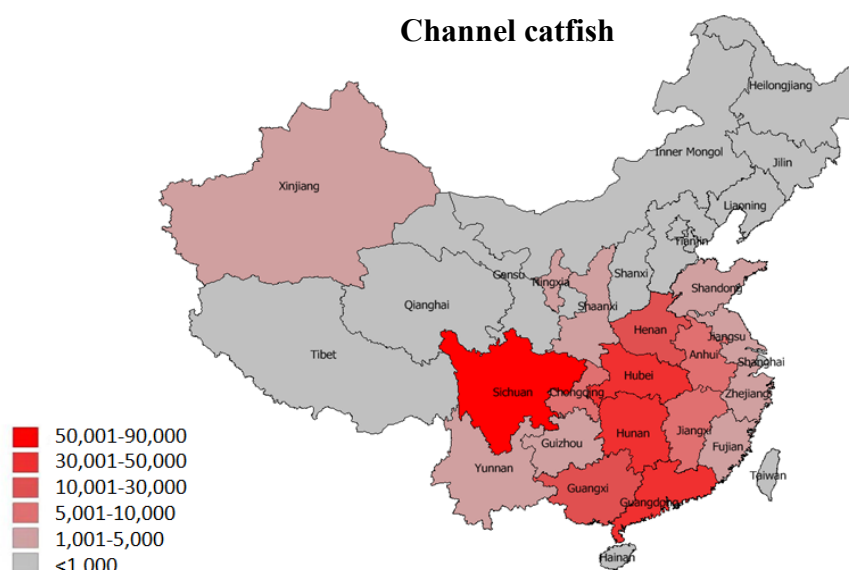 Channel catfish
Heilongjiang
Inner Mongol
Jilin
Xinjiang
Liaoning
Tianjin
Gensu
Ningxia
Shanxi
Shandong
Qianghai
Shaanxi
Henan
Jiangsu
Tibet
Anhui
Shanghai
Hubei
Sichuan
Chongqing
Zhejiang
Hunan
Jiangxi
Guizhou
Fujian
Yunnan
Taiwan
Guangxi
Guangdong
Hainan
50,001-90,000
30,001-50,000
10,001-30,000
5,001-10,000
1,001-5,000
<1,000